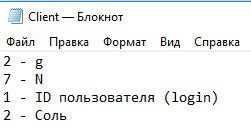 Client — Блокнот
Файл Правка Формат Вид Справка
2 - g
7 - N
1 - ID пользователя (login)
2 - Соль